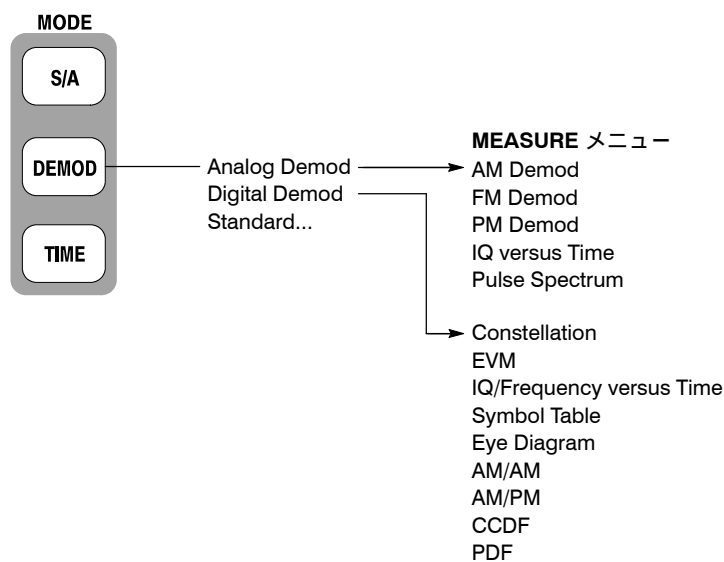 MODE
S/A
DEMOD
TIME
Analog Demod
Digital Demod
Standard...
MEASURE メニュー
AM Demod
FM Demod
PM Demod
IQ versus Time
Pulse Spectrum
Constellation
EVM
IQ/Frequency versus Time
Symbol Table
Eye Diagram
AM/AM
AM/PM
CCDF
PDF